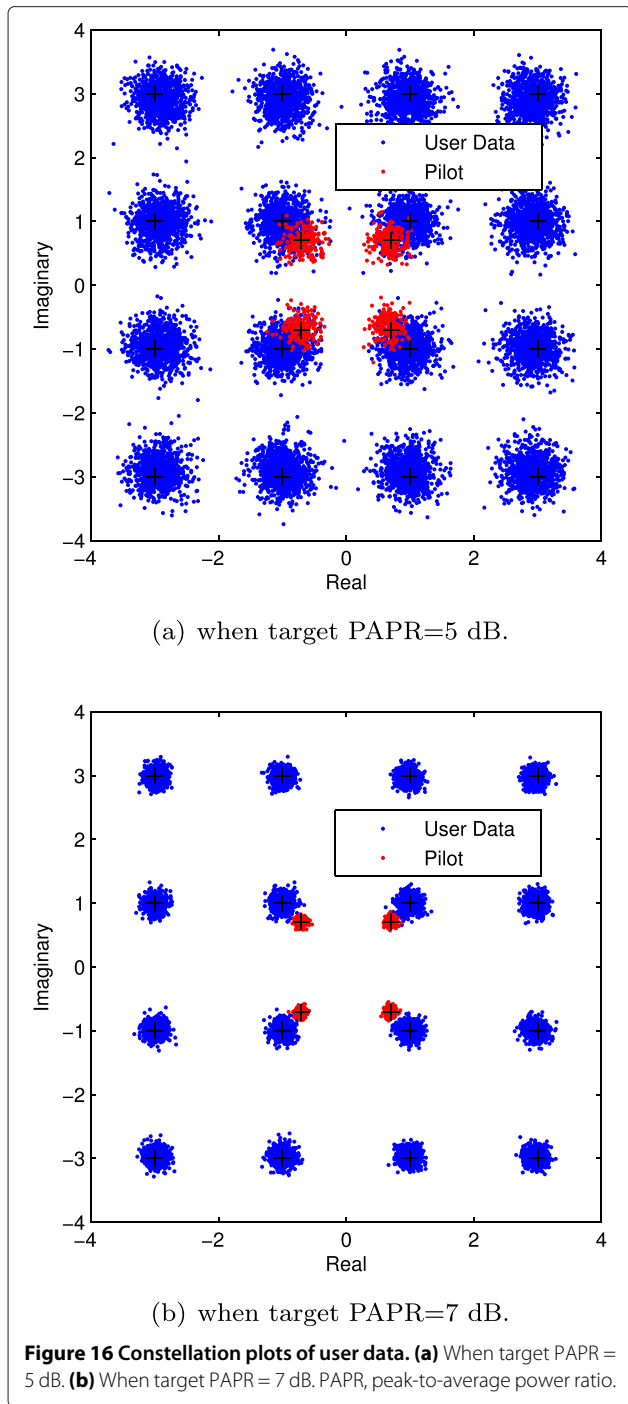 4
3
2
1
0
−1
−2
−3
−4
Imaginary
User Data
Pilot
−4 −2 0 2 4
Real
(a) when target PAPR=5 dB.
4
3
2
1
0
−1
−2
−3
−4
Imaginary
User Data
Pilot
−4 −2 0 2 4
Real
(b) when target PAPR=7 dB.
Figure 16 Constellation plots of user data. (a) When target PAPR =
5 dB. (b) When target PAPR = 7 dB. PAPR, peak-to-average power ratio.